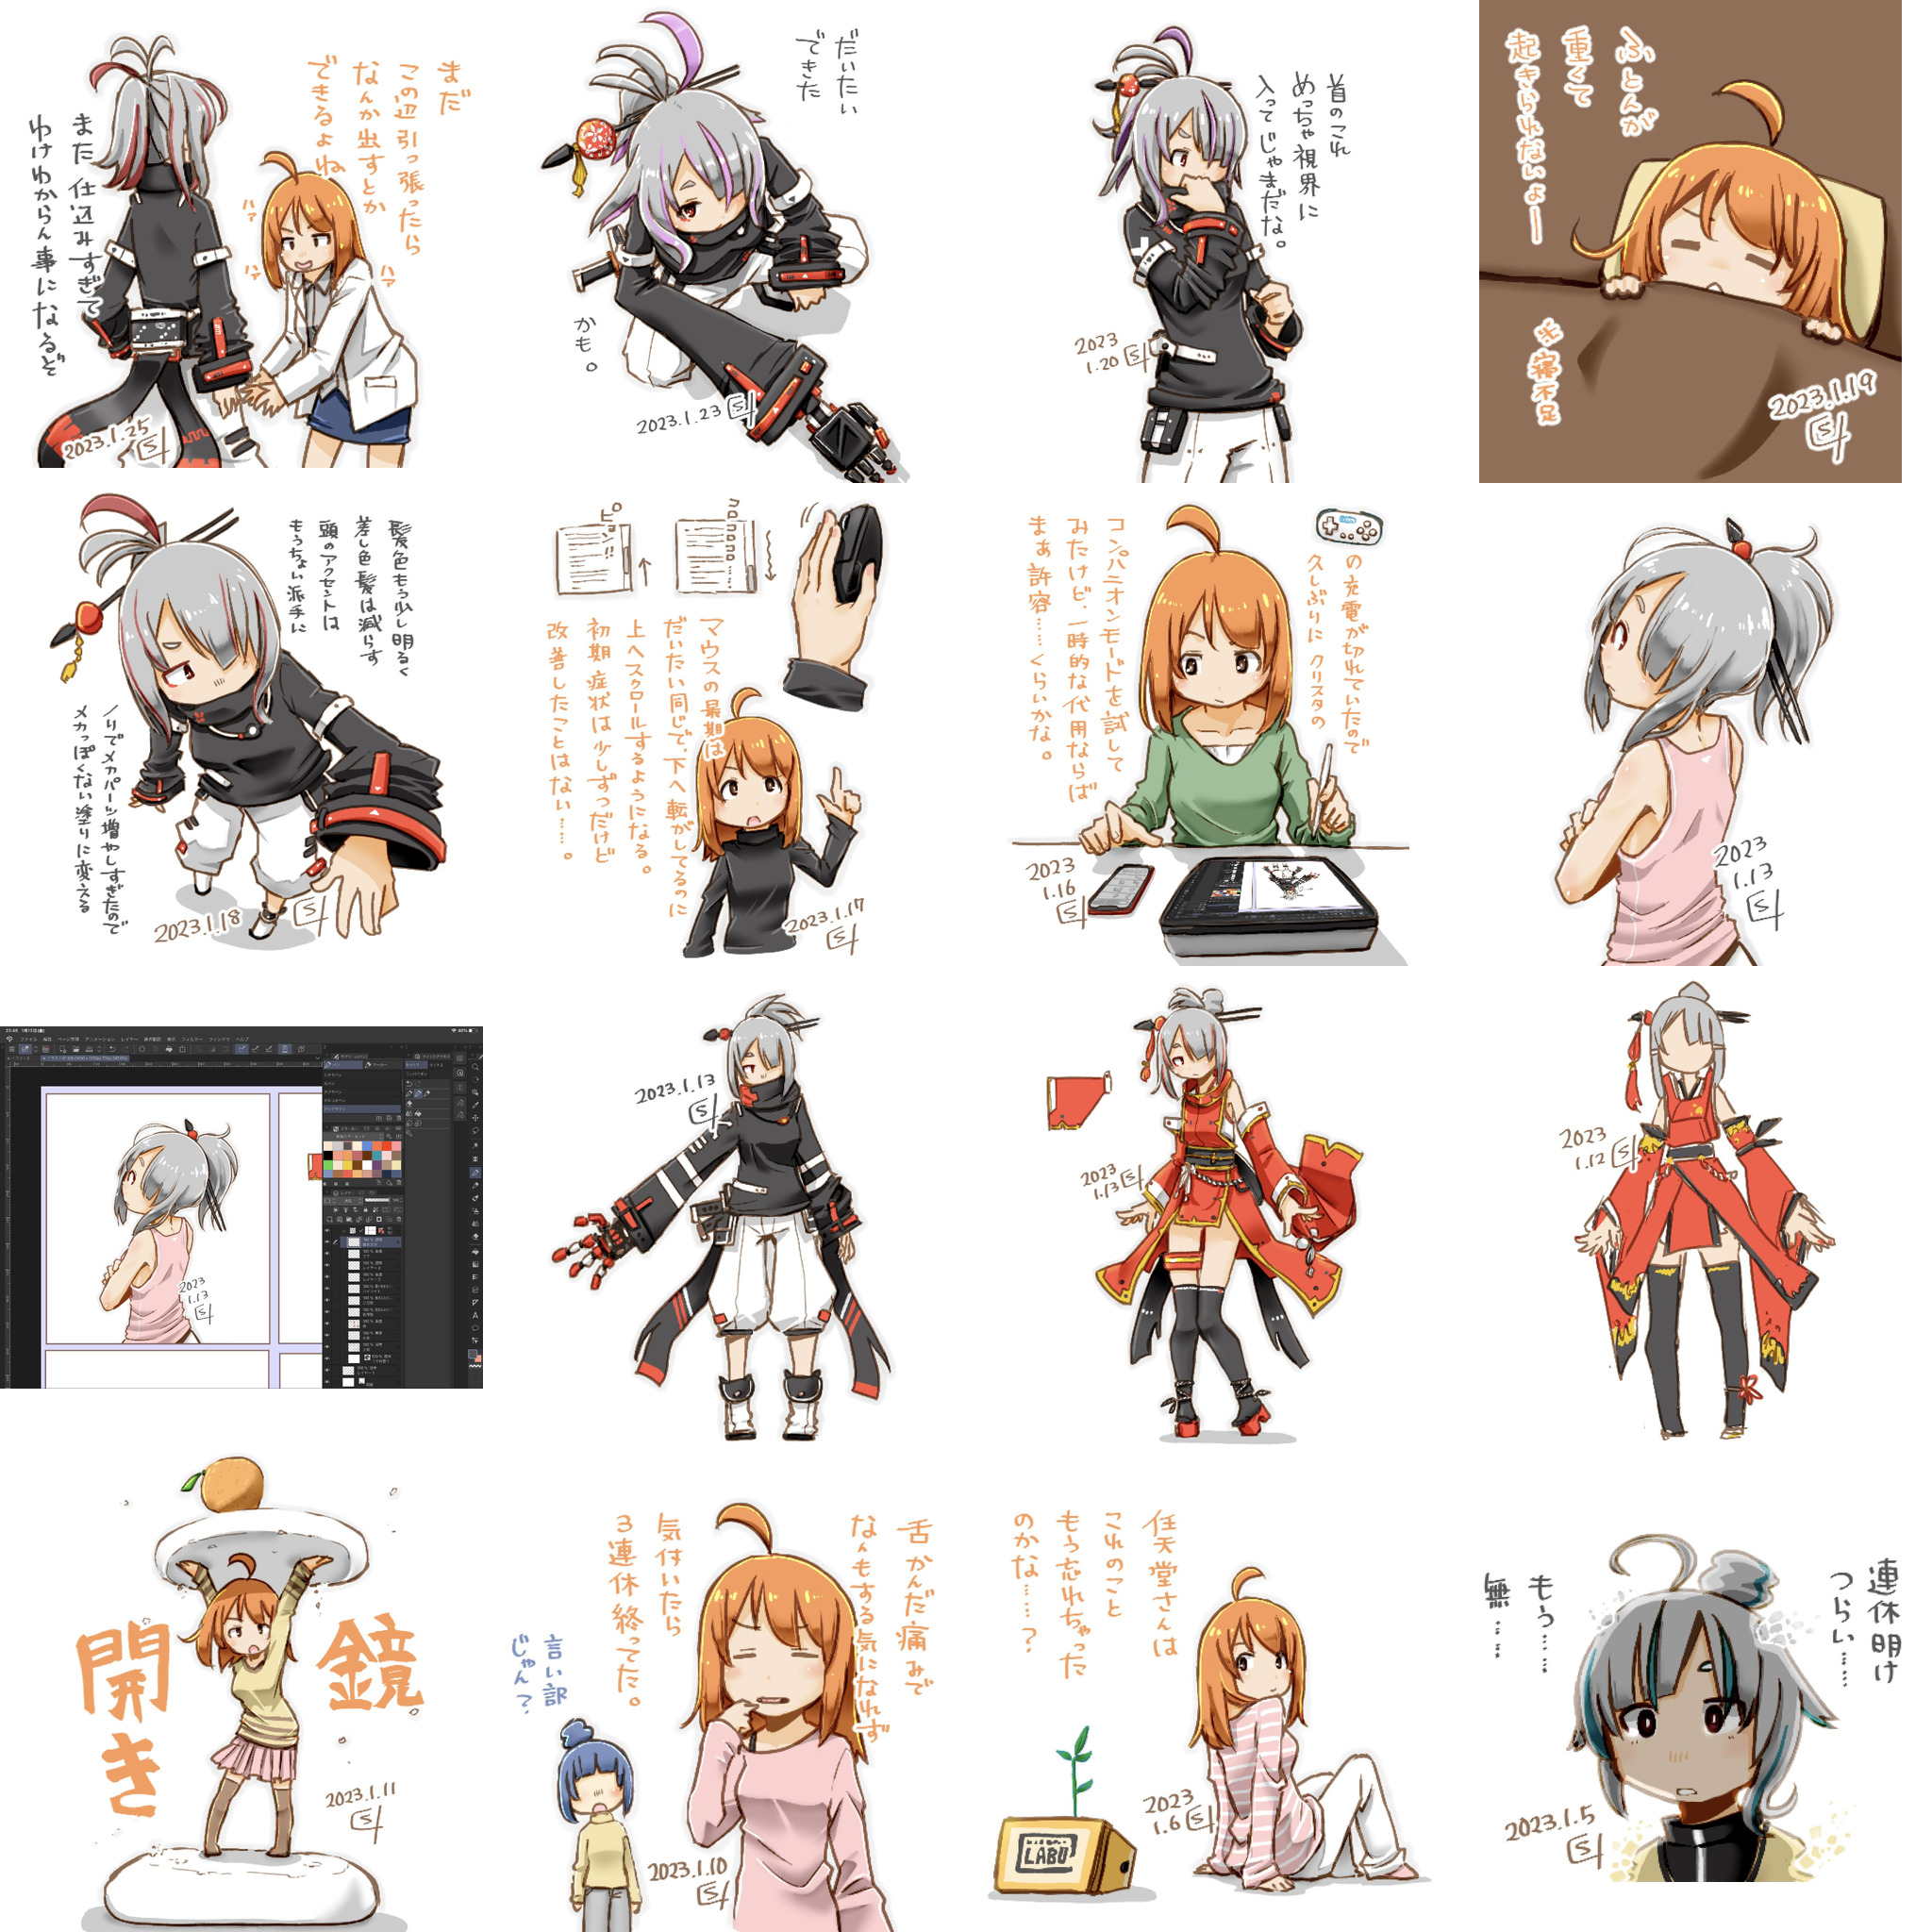 まだ
この辺引っ張ったら
なんか出すとか
できるよね
ハァ
ハァ
ハァ
また仕込みすぎて
わけわからん事になるぞ
2023.1.25
だいたい
できた
かも。
2023.1.23
首のこれ
めっちゃ視界に
入ってじゃまだな。
2023
1.20
ふとんが
重くて
起きられないよー
※寝不足
2023.1.19
髪色もう少し明るく
差し色髪は減らす
頭のアクセントは
もうちょい派手に
ノリでメカパーツ増やしすぎたので
メカっぽくない塗りに変える
2023.1.18
ピョ!!
nanana...
マウスの最期は
だいたい同じで、下へ転がしてるのに
上へスクロールするようになる。
初期症状は少しずつだけど
改善したことはない……。
2023.1.17
の充電が切れていたので
久しぶりにクリスタの
コンパニオンモードを試して
みたけど、一時的な代用ならば
まぁ許容……くらいかな。
2023
1.16
2023
1.13
2023
1.13
2023.1.13
2023
1.13
2023
1.12
鏡
開き
2023.1.11
舌かんだ痛みで
なんもする気になれず
気付いたら
3連休終ってた。
言い訳
じゃん?
2023.1.10
任天堂さんは
これのこと
もう忘れちゃった
のかな……?
LABO
2023
1.6
連休明け
つらい……
もう……
無……
2023.1.5